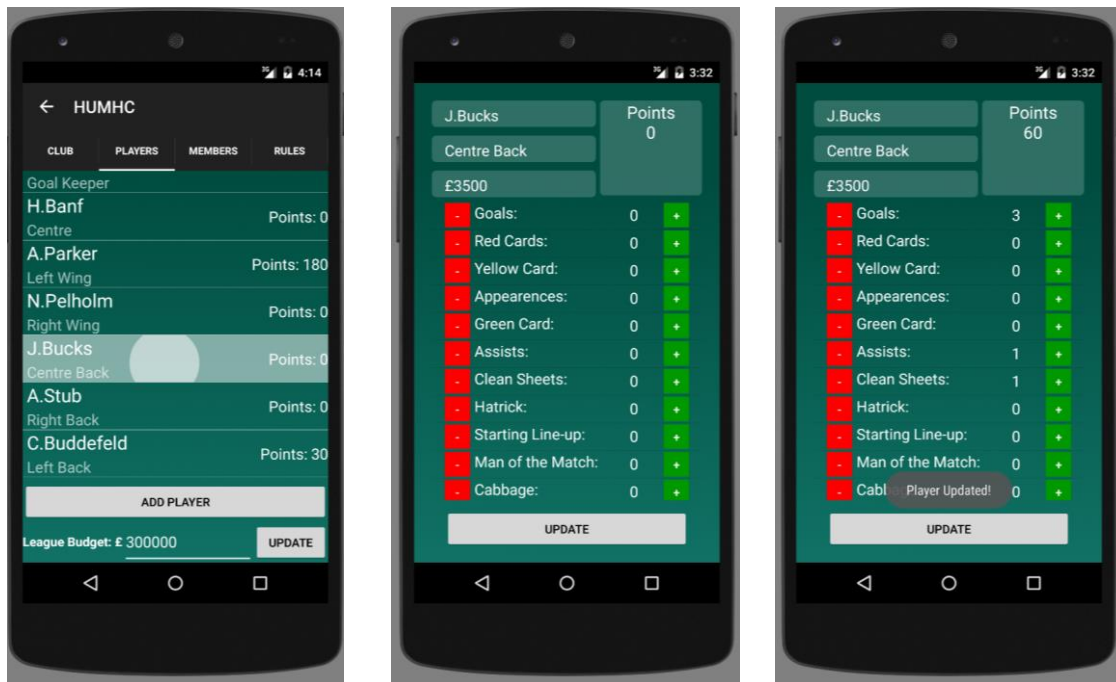 3G 4:14
← HUMHC
CLUB PLAYERS MEMBERS RULES
Goal Keeper
H.Banf
Centre
Points: 0
A.Parker
Left Wing
Points: 180
N.Pelholm
Right Wing
Points: 0
J.Bucks
Centre Back
Points: 0
A.Stub
Right Back
Points: 0
C.Buddefeld
Left Back
Points: 30
ADD PLAYER
League Budget: £ 300000 UPDATE
3G 3:32
J.Bucks
Centre Back
£3500
Points
0
- Goals: 0 +
- Red Cards: 0 +
- Yellow Card: 0 +
- Appearences: 0 +
- Green Card: 0 +
- Assists: 0 +
- Clean Sheets: 0 +
- Hatrick: 0 +
- Starting Line-up: 0 +
- Man of the Match: 0 +
- Cabbage: 0 +
UPDATE
3G 3:32
J.Bucks
Centre Back
£3500
Points
60
- Goals: 3 +
- Red Cards: 0 +
- Yellow Card: 0 +
- Appearences: 0 +
- Green Card: 0 +
- Assists: 1 +
- Clean Sheets: 1 +
- Hatrick: 0 +
- Starting Line-up: 0 +
- Man of the Match: 0 +
- Cab 0 +
Player Updated!
UPDATE